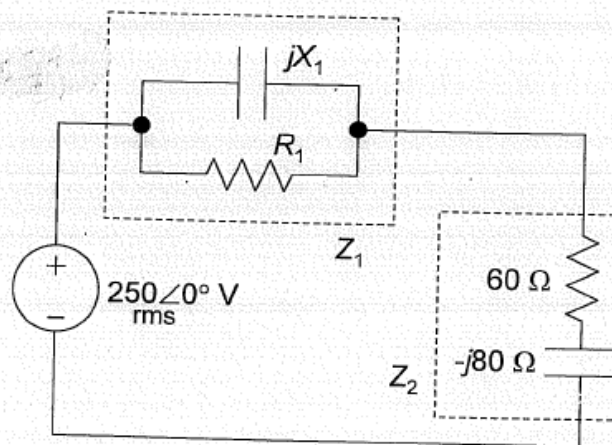 jX₁
R₁
Z₁
250∠0° V
rms
60 Ω
-j80 Ω
Z₂